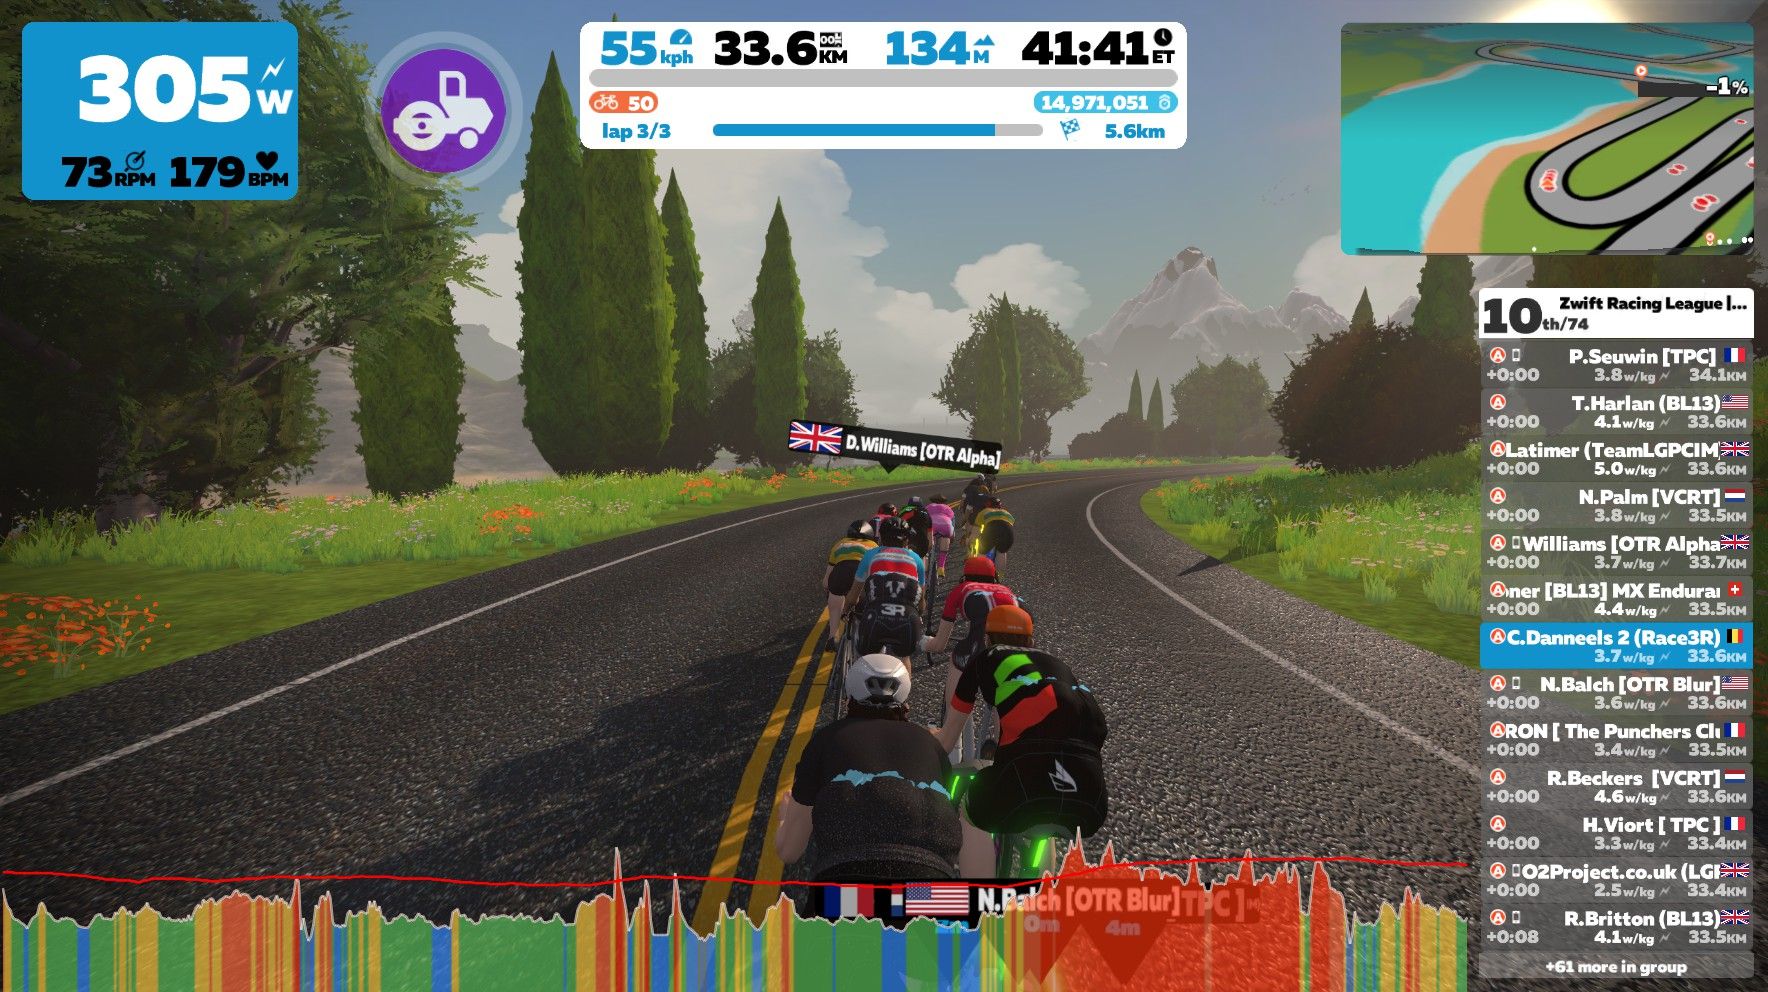 305w
73RPM 179BPM
55kph 33.6KM 134M 41:41ET
50 14,971,051
lap 3/3 5.6km
-1%
10th/74 Zwift Racing League |...
A P.Seuwin [TPC]
+0:00 3.8w/kg 34.1KM
A T.Harlan (BL13)
+0:00 4.1w/kg 33.6KM
A Latimer (TeamLGPCIM
+0:00 5.0w/kg 33.6KM
A N.Palm [VCRT]
+0:00 3.8w/kg 33.5KM
A Williams [OTR Alpha
+0:00 3.7w/kg 33.7KM
A oner [BL13] MX Endura
+0:00 4.4w/kg 33.5KM
A C.Danneels 2 (Race3R)
3.7w/kg 33.6KM
A N.Balch [OTR Blur]
+0:00 3.6w/kg 33.6KM
A RON [ The Punchers Clu
+0:00 3.4w/kg 33.5KM
A R.Beckers [VCRT]
+0:00 4.6w/kg 33.6KM
A H.Viort [ TPC ]
+0:00 3.3w/kg 33.4KM
A O2Project.co.uk (LGP
+0:00 2.5w/kg 33.4KM
A R.Britton (BL13)
+0:08 4.1w/kg 33.5KM
+61 more in group
D.Williams [OTR Alpha]
3R
N.Balch [OTR Blur] TPC ]
0m 4m